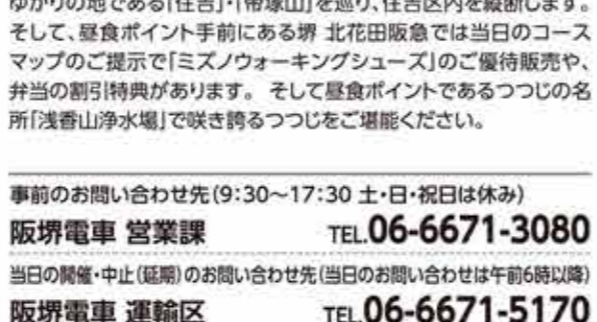 ゆかりの地である「住吉」・「帝塚山」を巡り、住吉区内を縦断します。
そして、昼食ポイント手前にある堺 北花田阪急では当日のコース
マップのご提示で「ミズノウォーキングシューズ」のご優待販売や、
弁当の割引特典があります。 そして昼食ポイントであるつつじの名
所「浅香山浄水場」で咲き誇るつつじをご堪能ください。
事前のお問い合わせ先(9:30〜17:30 土・日・祝日は休み)
阪堺電車 営業課 TEL.06-6671-3080
当日の開催・中止(延期)のお問い合わせ先(当日のお問い合わせは午前6時以降)
阪堺電車 運輸区 TEL.06-6671-5170